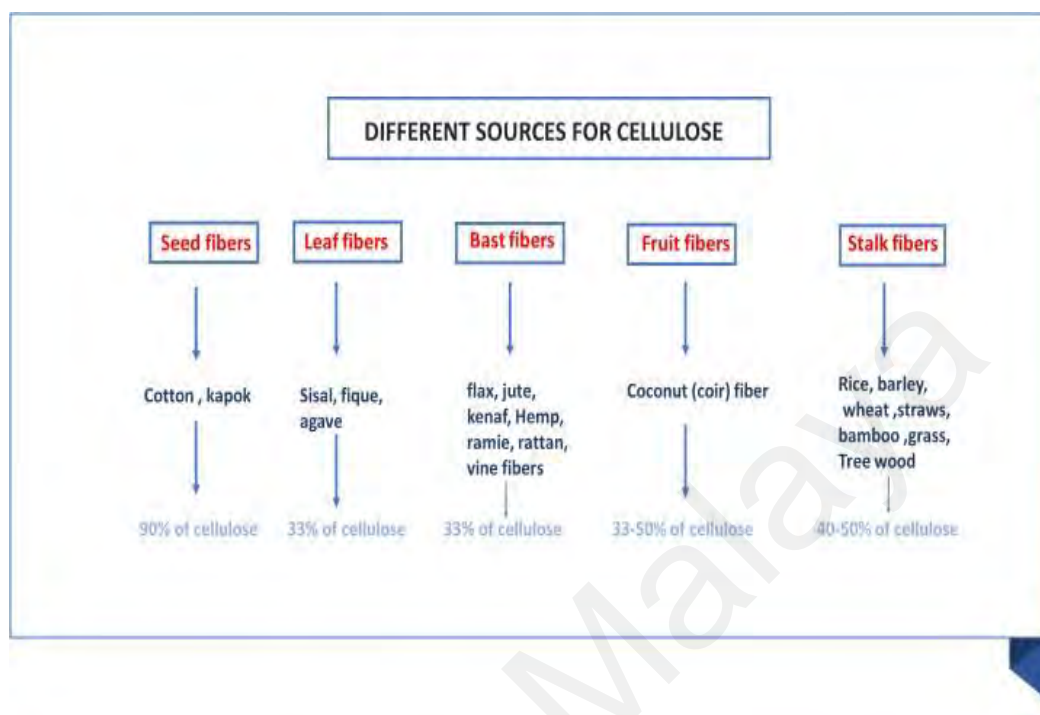 DIFFERENT SOURCES FOR CELLULOSE
Seed fibers
Leaf fibers
Bast fibers
Fruit fibers
Stalk fibers
Cotton , kapok
Sisal, fique,
agave
flax, jute,
kenaf, Hemp,
ramie, rattan,
vine fibers
Coconut (coir) fiber
Rice, barley,
wheat ,straws,
bamboo ,grass,
Tree wood
90% of cellulose
33% of cellulose
33% of cellulose
33-50% of cellulose
40-50% of cellulose
Malaya